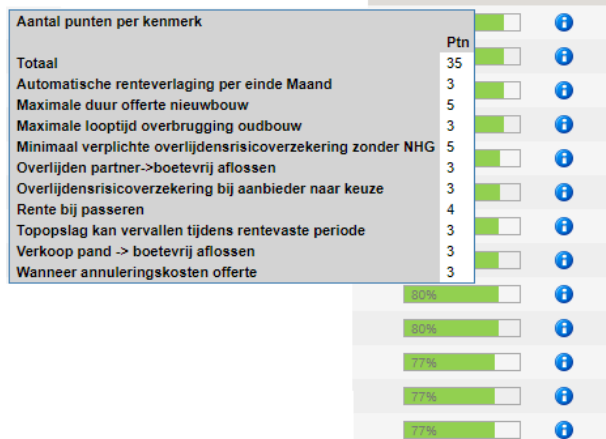 Aantal punten per kenmerk
Ptn
Totaal 35
Automatische renteverlaging per einde Maand 3
Maximale duur offerte nieuwbouw 5
Maximale looptijd overbrugging oudbouw 3
Minimaal verplichte overlijdensrisicoverzekering zonder NHG 5
Overlijden partner->boetevrij aflossen 3
Overlijdensrisicoverzekering bij aanbieder naar keuze 3
Rente bij passeren 4
Topopslag kan vervallen tijdens rentevaste periode 3
Verkoop pand -> boetevrij aflossen 3
Wanneer annuleringskosten offerte 3
80%
80%
77%
77%
77%